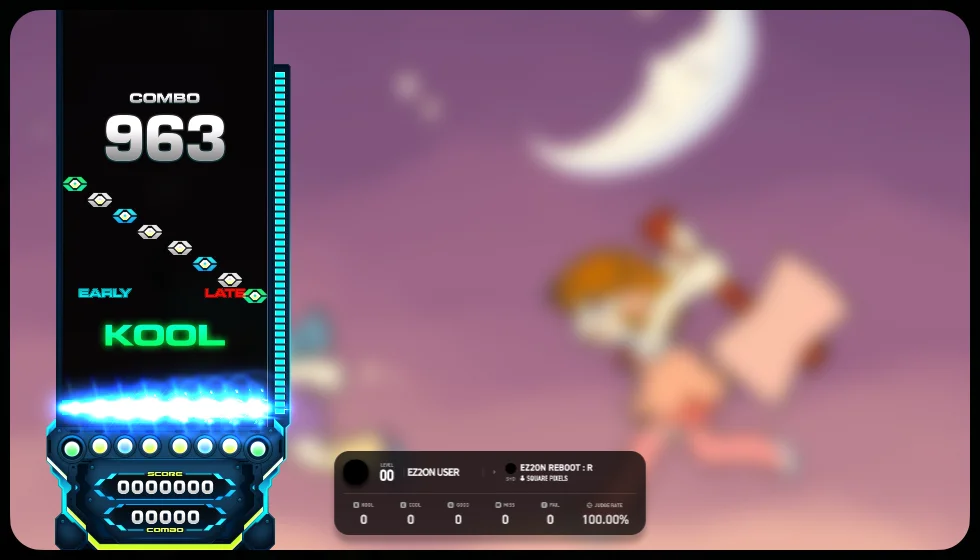 COMBO
963
EARLY LATE
KOOL
SCORE
0000000
00000
COMBO
LEVEL
00 EZ2ON USER
EZ2ON REBOOT : R
SQUARE PIXELS
KOOL COOL GOOD MISS FAIL JUDGE RATE
0 0 0 0 0 100.00%